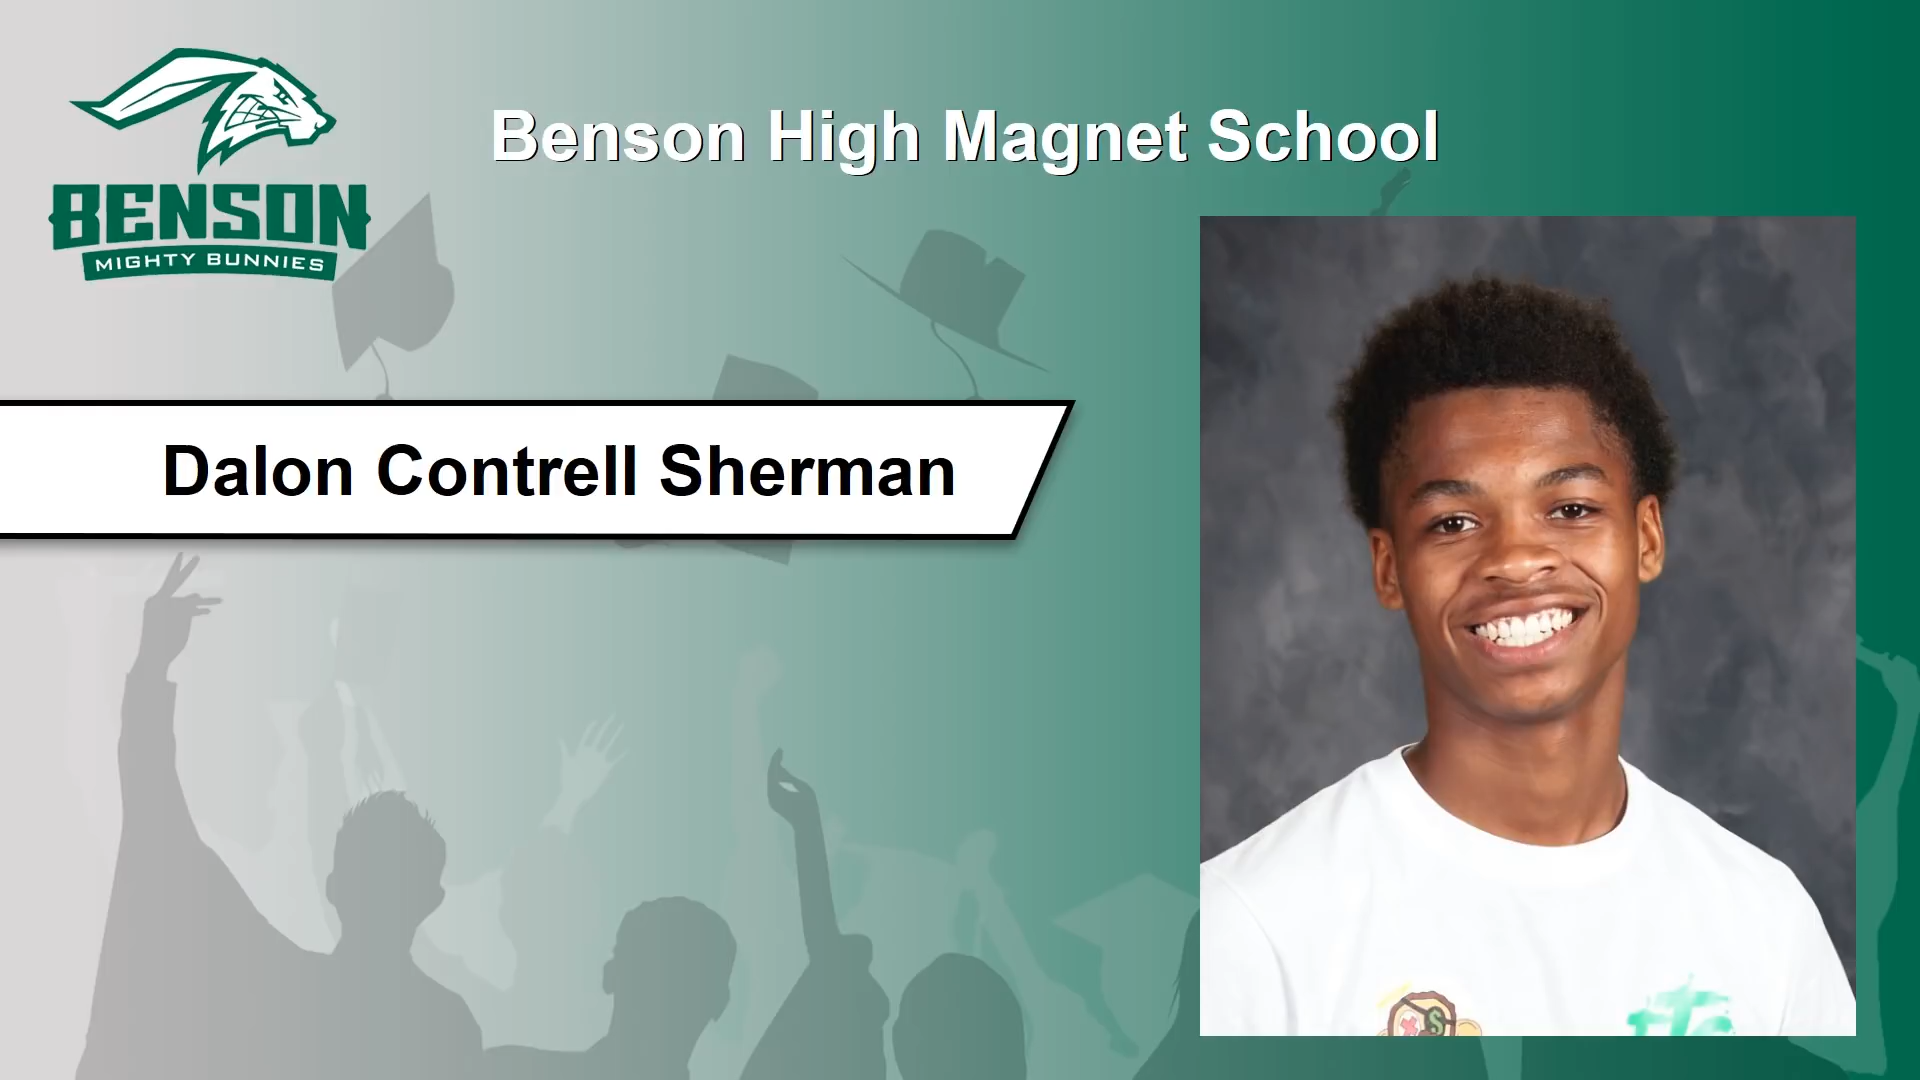 BENSON
MIGHTY BUNNIES
Benson High Magnet School
Dalon Contrell Sherman